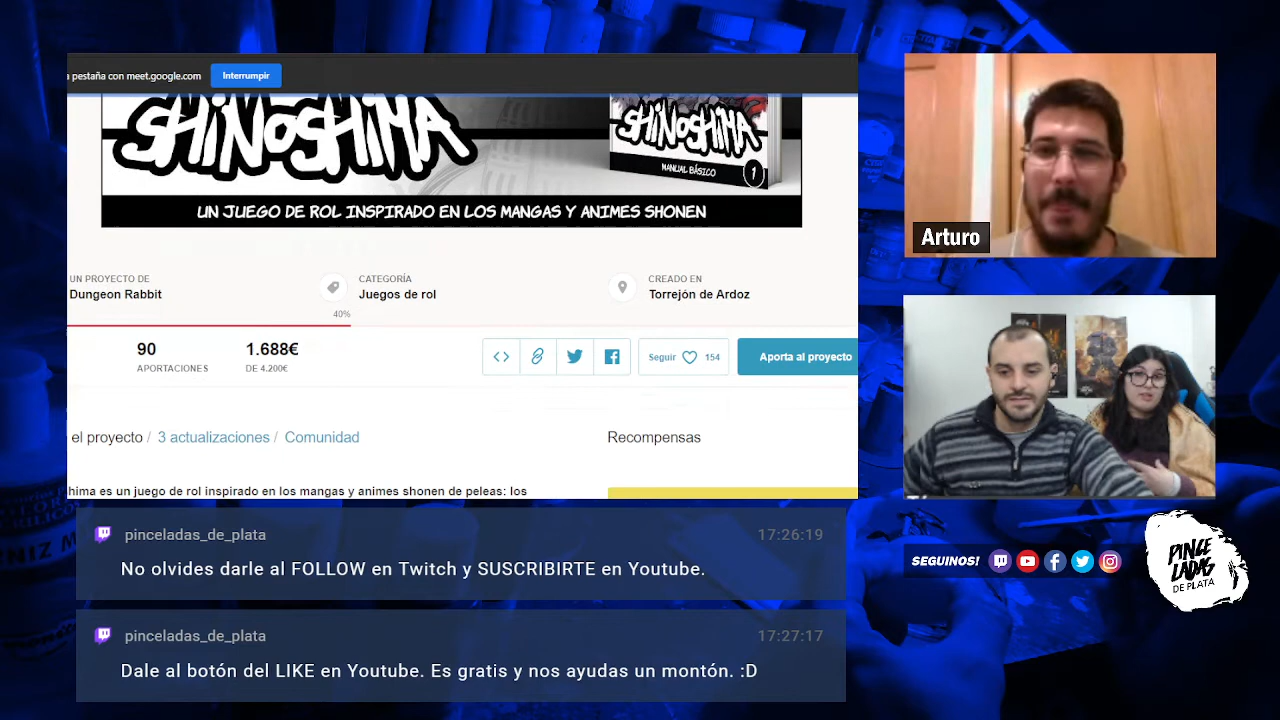 pestaña con meet.google.com
Interrumpir
SHINOSHIMA
SHINOSHIMA
MANUAL BÁSICO
1
UN JUEGO DE ROL INSPIRADO EN LOS MANGAS Y ANIMES SHONEN
UN PROYECTO DE
Dungeon Rabbit
CATEGORÍA
Juegos de rol
CREADO EN
Torrejón de Ardoz
40%
90
APORTACIONES
1.688€
DE 4.200€
Seguir
154
Aporta al proyecto
el proyecto / 3 actualizaciones / Comunidad
Recompensas
hima es un juego de rol inspirado en los mangas y animes shonen de peleas: los
pinceladas_de_plata
17:26:19
No olvides darle al FOLLOW en Twitch y SUSCRIBIRTE en Youtube.
pinceladas_de_plata
17:27:17
Dale al botón del LIKE en Youtube. Es gratis y nos ayudas un montón. :D
Arturo
SEGUINOS!
PINCE
LADAS
DE PLATA